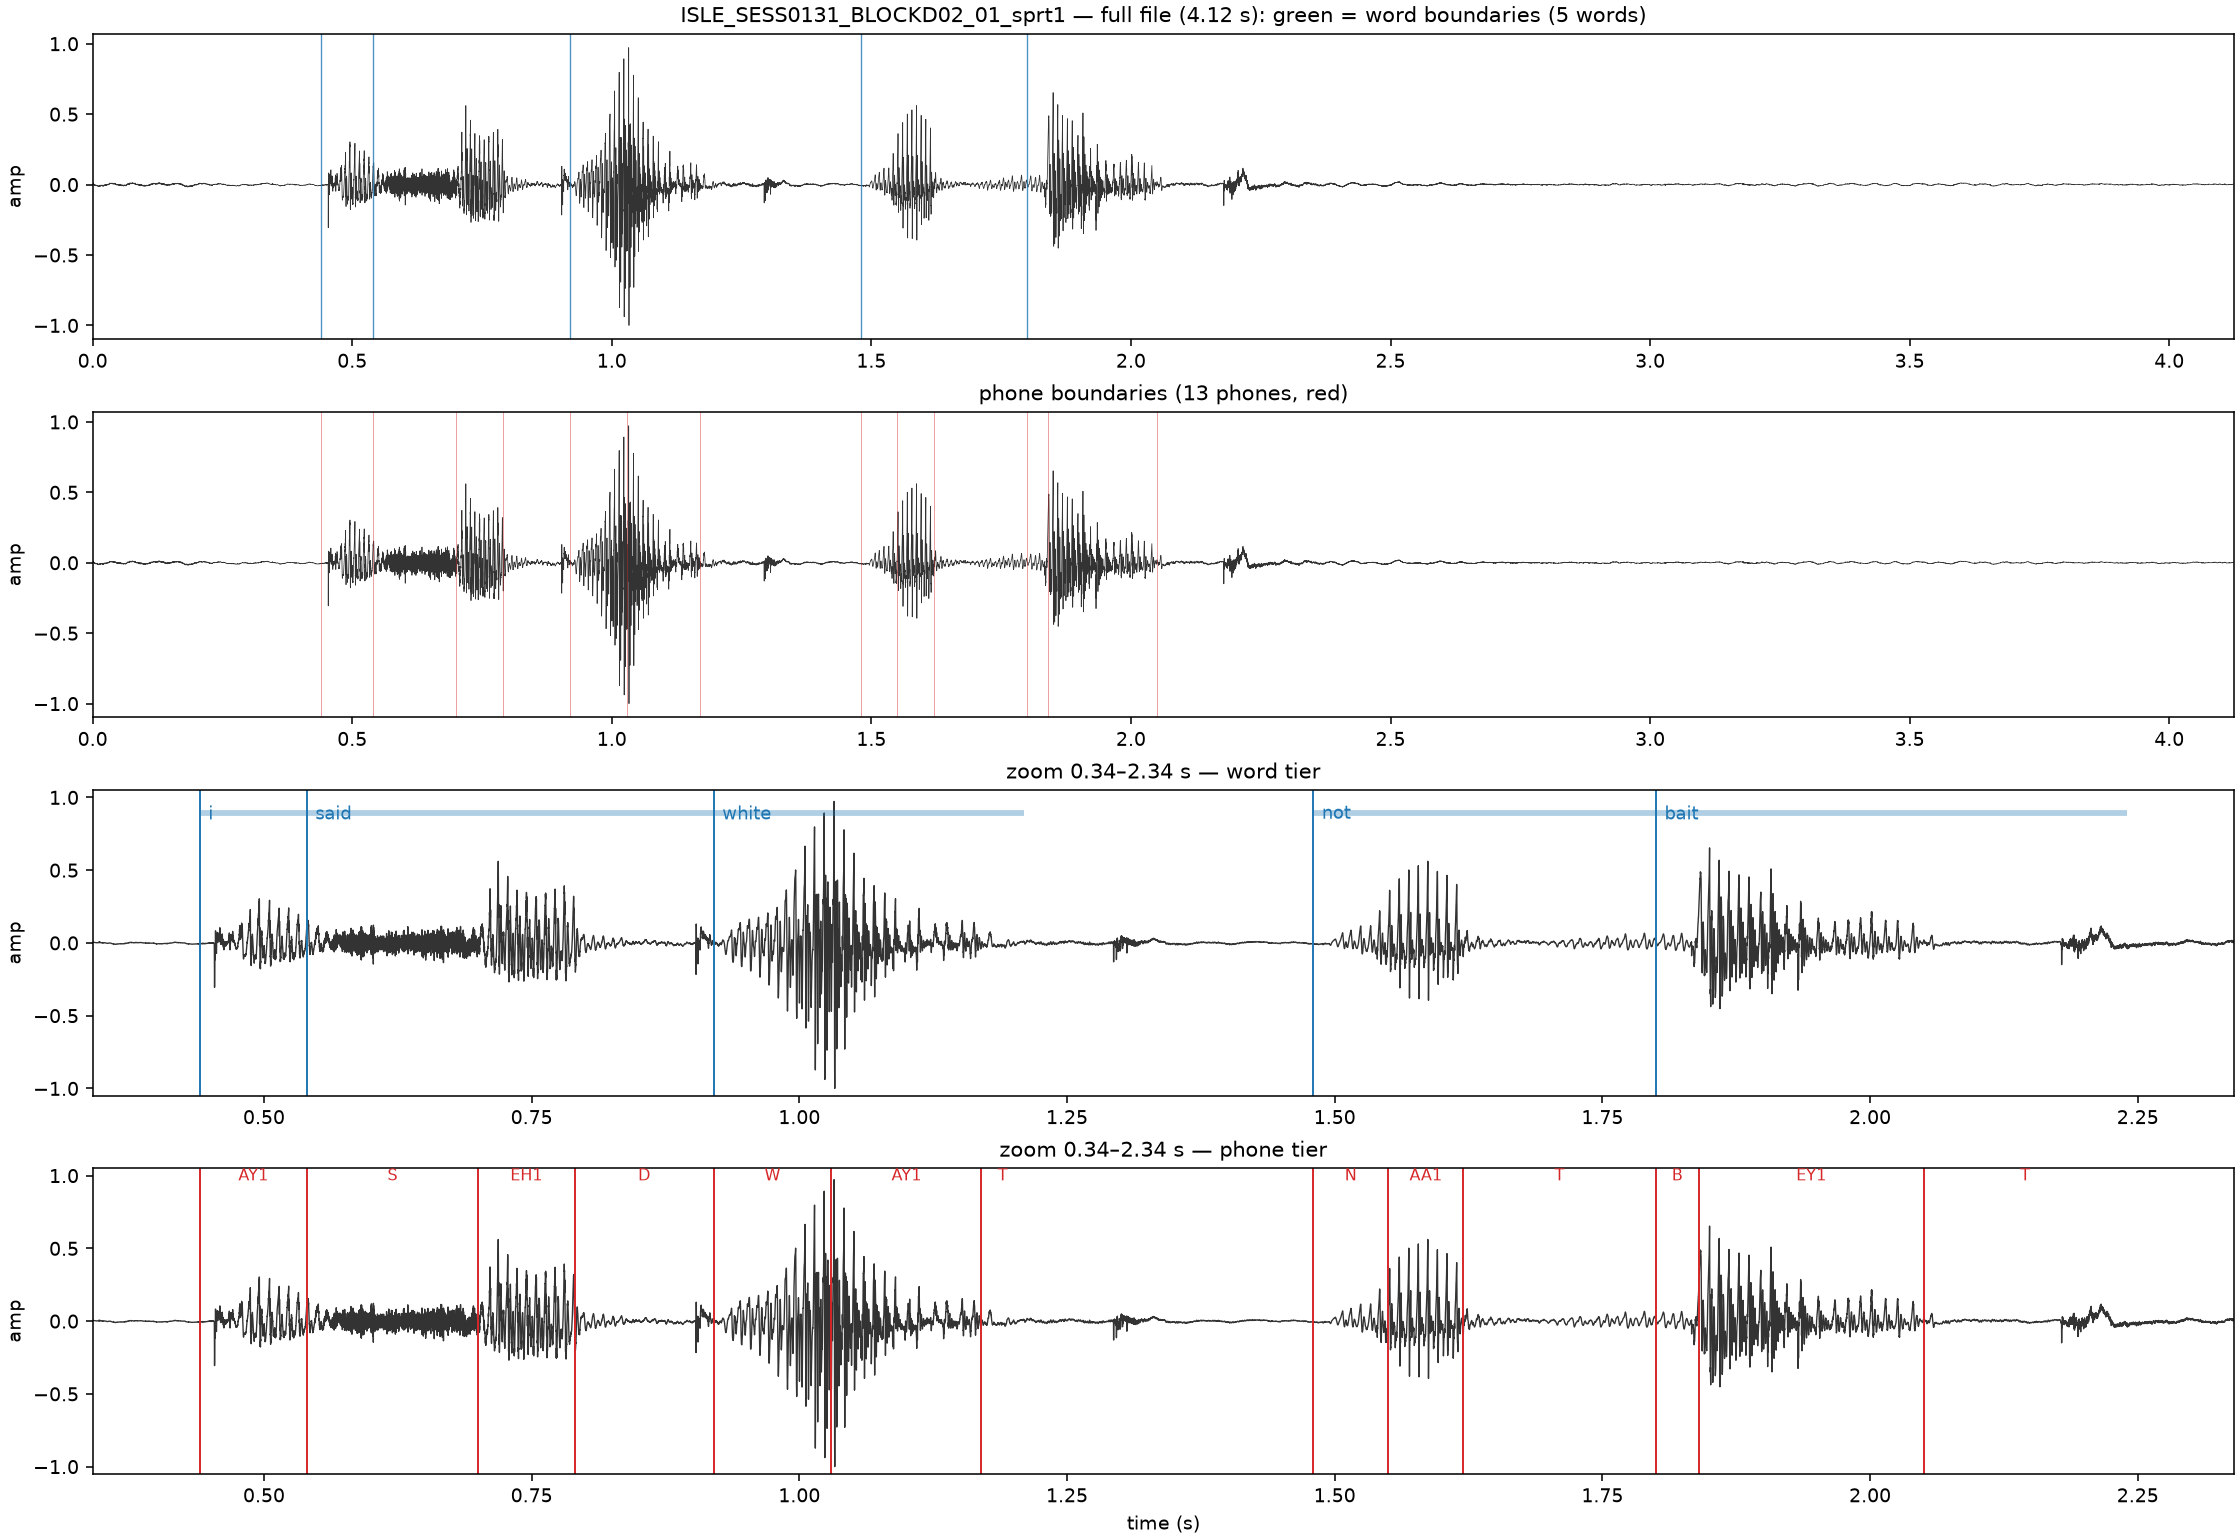 ISLE_SESS0131_BLOCKD02_01_sprt1 — full file (4.12 s): green = word boundaries (5 words)
1.0
0.5
0.0
−0.5
−1.0
amp
0.0 0.5 1.0 1.5 2.0 2.5 3.0 3.5 4.0
phone boundaries (13 phones, red)
1.0
0.5
0.0
−0.5
−1.0
amp
0.0 0.5 1.0 1.5 2.0 2.5 3.0 3.5 4.0
zoom 0.34–2.34 s — word tier
i said white not bait
1.0
0.5
0.0
−0.5
−1.0
amp
0.50 0.75 1.00 1.25 1.50 1.75 2.00 2.25
zoom 0.34–2.34 s — phone tier
AY1 S EH1 D W AY1 T N AA1 T B EY1 T
1.0
0.5
0.0
−0.5
−1.0
amp
0.50 0.75 1.00 1.25 1.50 1.75 2.00 2.25
time (s)